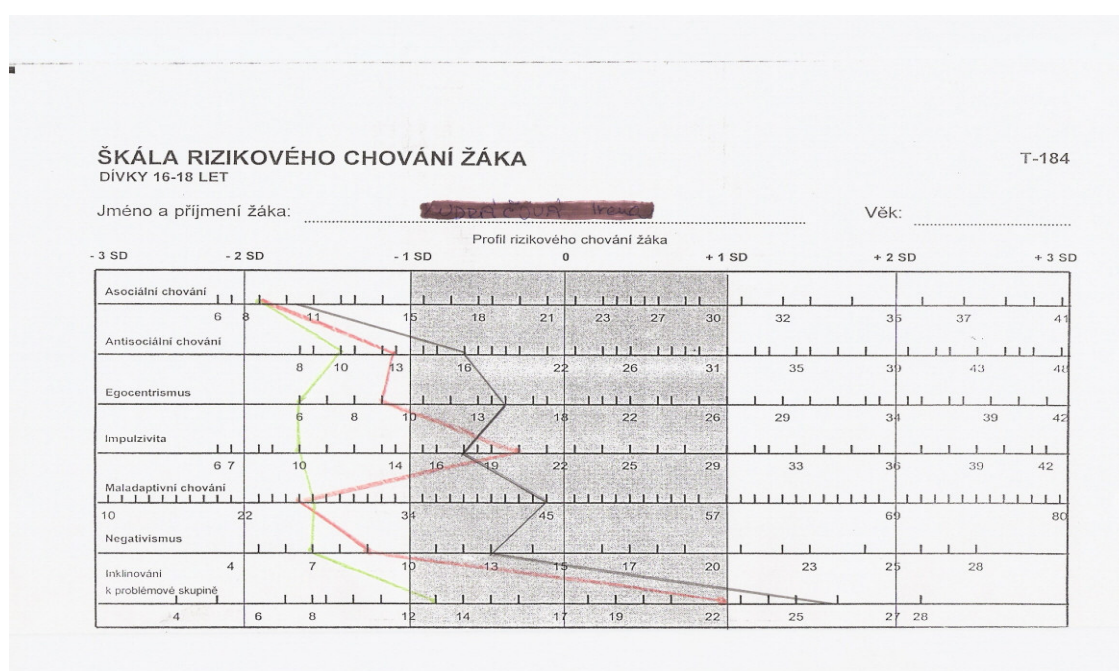 ŠKÁLA RIZIKOVÉHO CHOVÁNÍ ŽÁKA T-184
DÍVKY 16-18 LET
Jméno a příjmení žáka: Věk:
Profil rizikového chování žáka
- 3 SD - 2 SD - 1 SD 0 + 1 SD + 2 SD + 3 SD
Asociální chování
6 8 11 15 18 21 23 27 30 32 35 37 41
Antisociální chování
8 10 13 16 22 26 31 35 39 43 48
Egocentrismus
6 8 10 13 18 22 26 29 34 39 42
Impulzivita
6 7 10 14 16 19 22 25 29 33 36 39 42
Maladaptivní chování
10 22 34 45 57 69 80
Negativismus
4 7 10 13 15 17 20 23 25 28
Inklinování
k problémové skupině
4 6 8 12 14 17 19 22 25 27 28